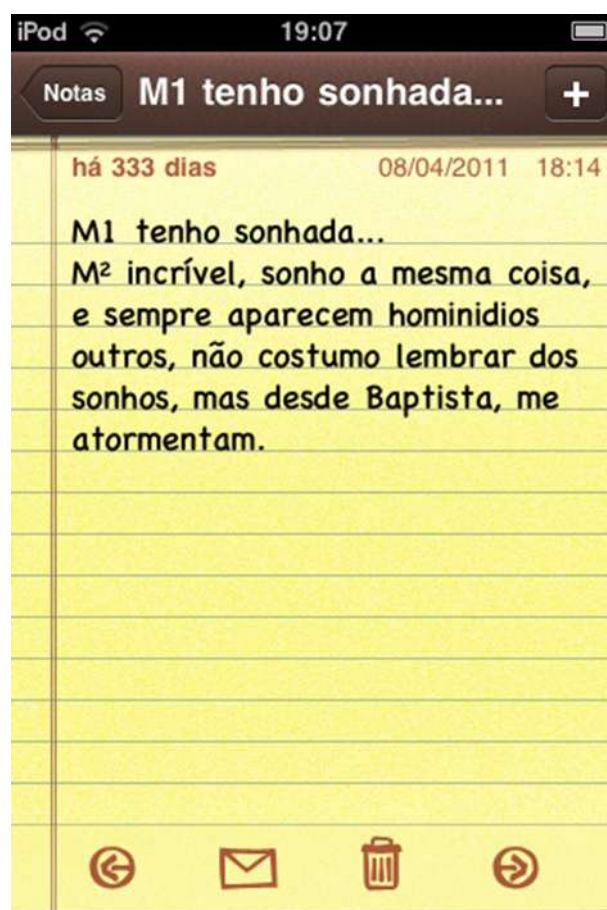 iPod 19:07
Notas M1 tenho sonhada... +
há 333 dias 08/04/2011 18:14
M1 tenho sonhada...
M² incrível, sonho a mesma coisa,
e sempre aparecem hominidios
outros, não costumo lembrar dos
sonhos, mas desde Baptista, me
atormentam.